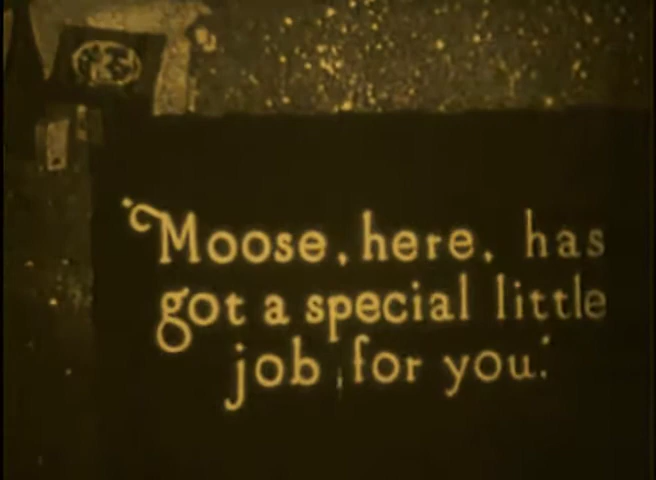 "Moose, here, has
got a special little
job for you."